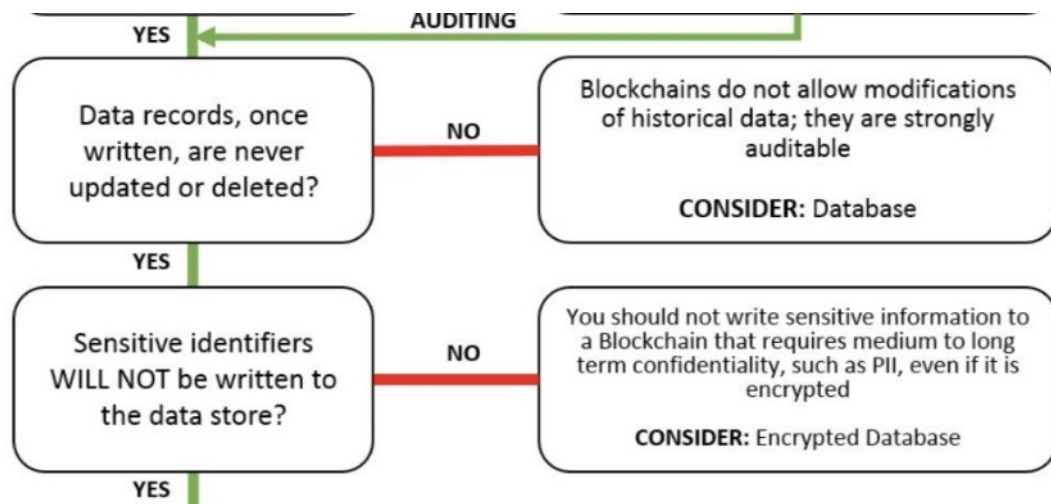 AUDITING
YES
Data records, once
written, are never
updated or deleted?
NO
Blockchains do not allow modifications
of historical data; they are strongly
auditable
CONSIDER: Database
YES
Sensitive identifiers
WILL NOT be written to
the data store?
NO
You should not write sensitive information to
a Blockchain that requires medium to long
term confidentiality, such as PII, even if it is
encrypted
CONSIDER: Encrypted Database
YES